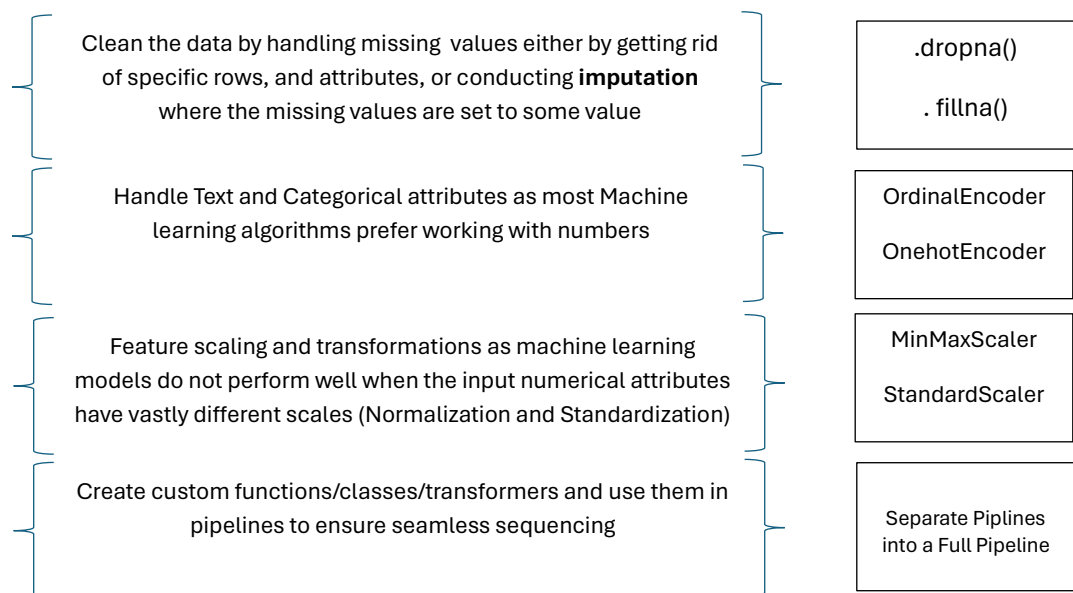 Clean the data by handling missing values either by getting rid
of specific rows, and attributes, or conducting imputation
where the missing values are set to some value
.dropna()
. fillna()
Handle Text and Categorical attributes as most Machine
learning algorithms prefer working with numbers
OrdinalEncoder
OnehotEncoder
Feature scaling and transformations as machine learning
models do not perform well when the input numerical attributes
have vastly different scales (Normalization and Standardization)
MinMaxScaler
StandardScaler
Create custom functions/classes/transformers and use them in
pipelines to ensure seamless sequencing
Separate Piplines
into a Full Pipeline